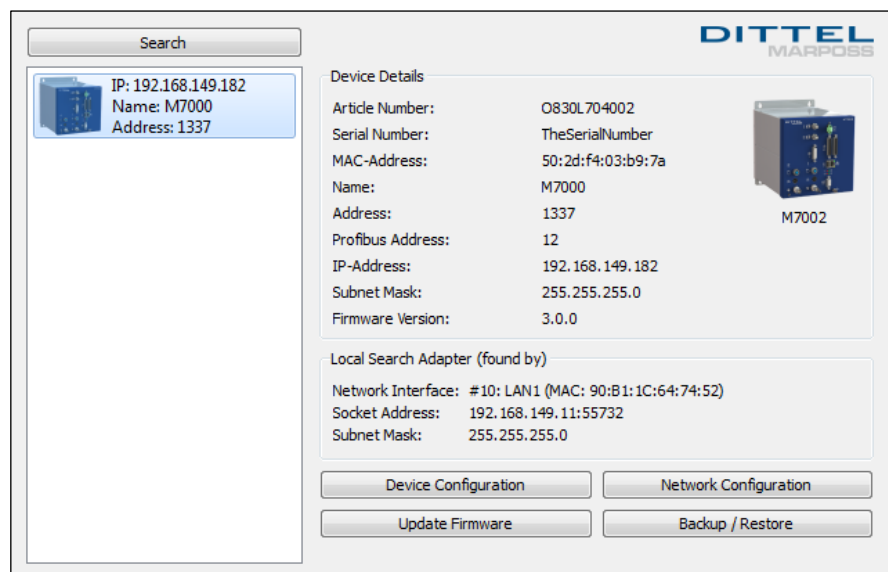 Search
DITTEL
MARPOSS
IP: 192.168.149.182
Name: M7000
Address: 1337
Device Details
Article Number: O830L704002
Serial Number: TheSerialNumber
MAC-Address: 50:2d:f4:03:b9:7a
Name: M7000
Address: 1337
Profibus Address: 12
IP-Address: 192.168.149.182
Subnet Mask: 255.255.255.0
Firmware Version: 3.0.0
M7002
Local Search Adapter (found by)
Network Interface: #10: LAN1 (MAC: 90:B1:1C:64:74:52)
Socket Address: 192.168.149.11:55732
Subnet Mask: 255.255.255.0
Device Configuration
Network Configuration
Update Firmware
Backup / Restore